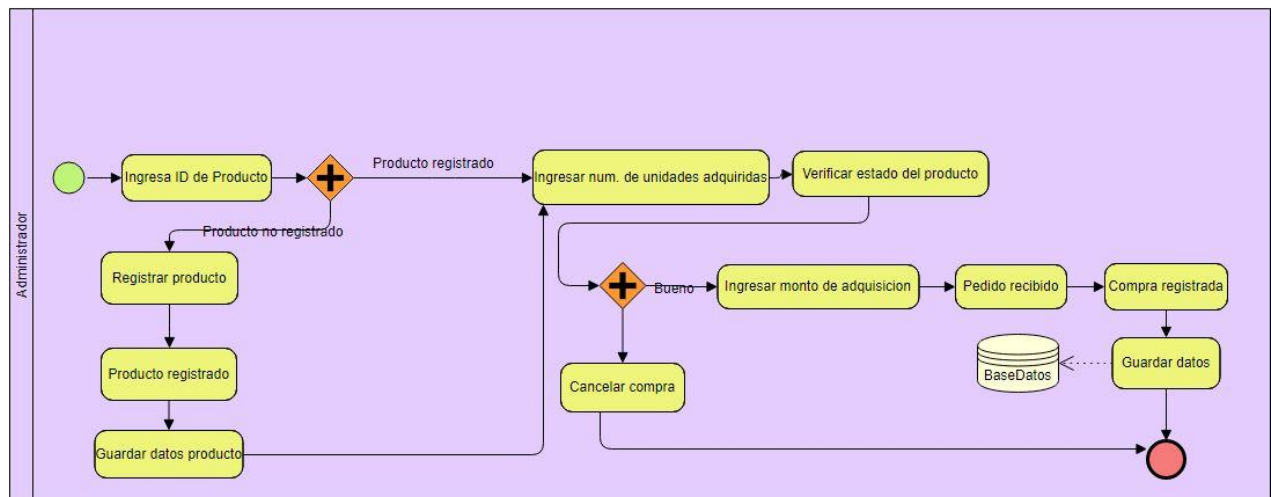 Administrador
Ingresa ID de Producto
Producto registrado
Ingresar num. de unidades adquiridas
Verificar estado del producto
Producto no registrado
Registrar producto
Producto registrado
Guardar datos producto
Bueno
Ingresar monto de adquisicion
Pedido recibido
Compra registrada
Cancelar compra
BaseDatos
Guardar datos